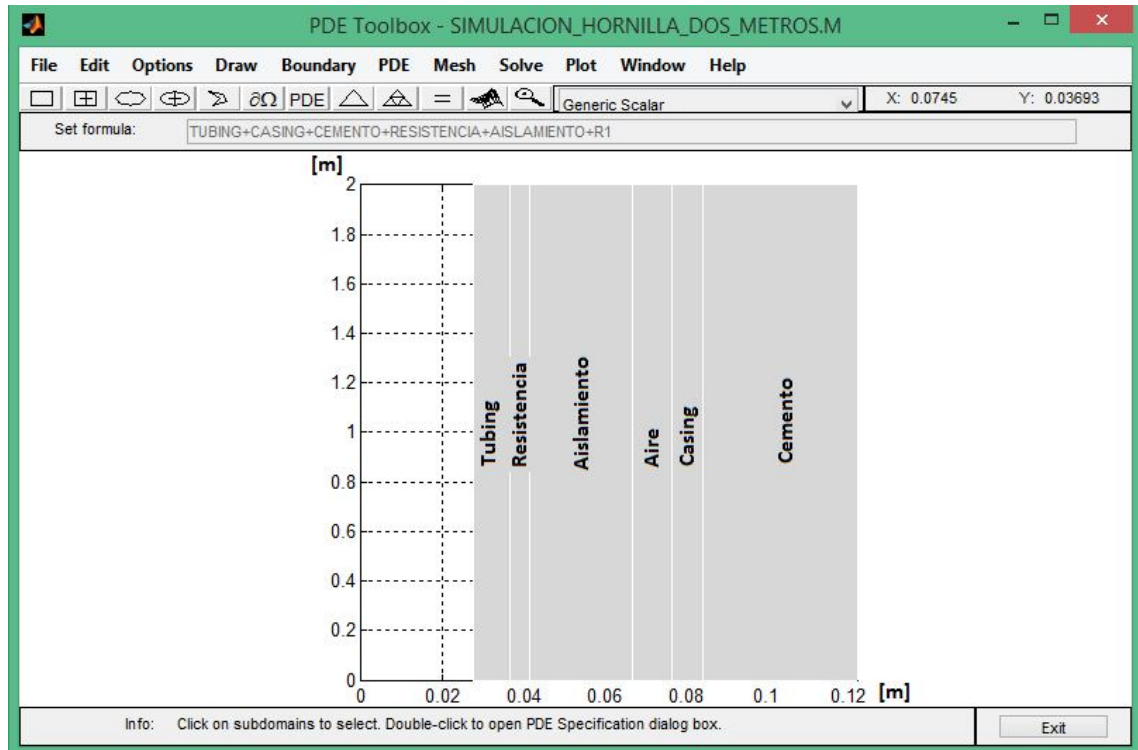 PDE Toolbox - SIMULACION_HORNILLA_DOS_METROS.M
File Edit Options Draw Boundary PDE Mesh Solve Plot Window Help
∂Ω PDE = Generic Scalar X: 0.0745 Y: 0.03693
Set formula: TUBING+CASING+CEMENTO+RESISTENCIA+AISLAMIENTO+R1
[m]
2
1.8
1.6
1.4
1.2
1
0.8
0.6
0.4
0.2
0
Tubing
Resistencia
Aislamiento
Aire
Casing
Cemento
0 0.02 0.04 0.06 0.08 0.1 0.12 [m]
Info: Click on subdomains to select. Double-click to open PDE Specification dialog box. Exit